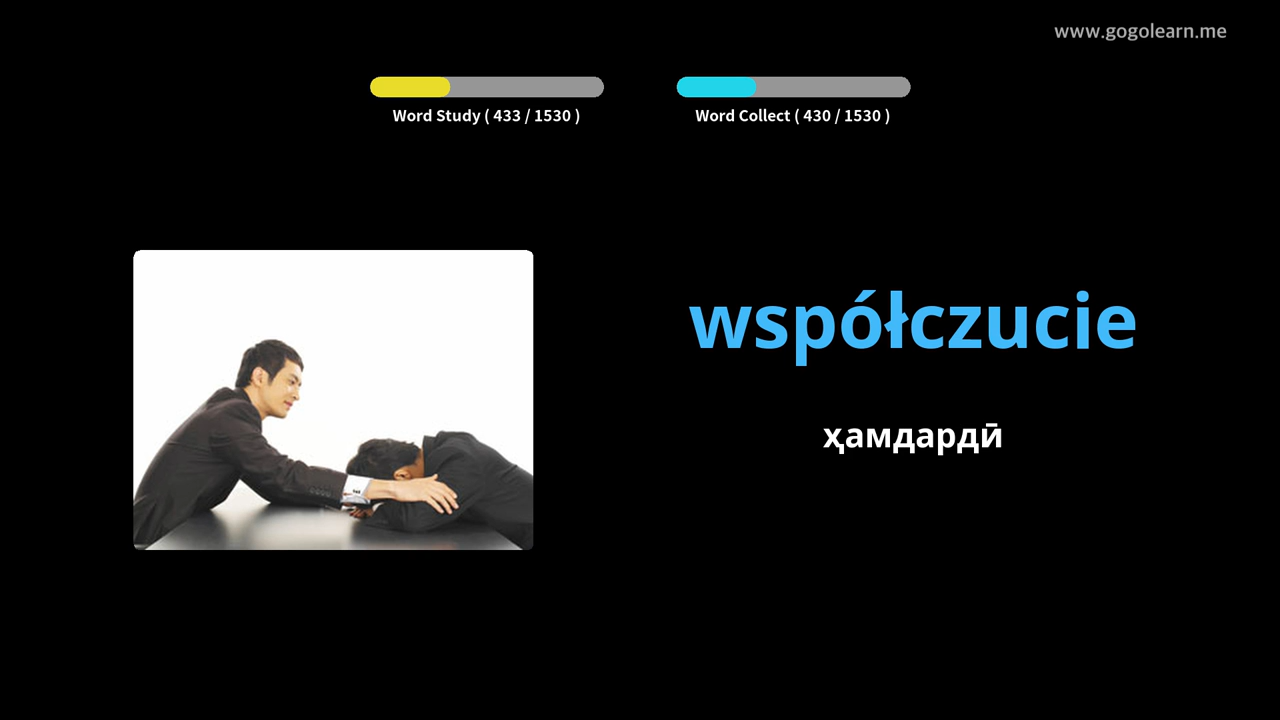 www.gogolearn.me
Word Study ( 433 / 1530 )
Word Collect ( 430 / 1530 )
współczucie
ҳамдардӣ